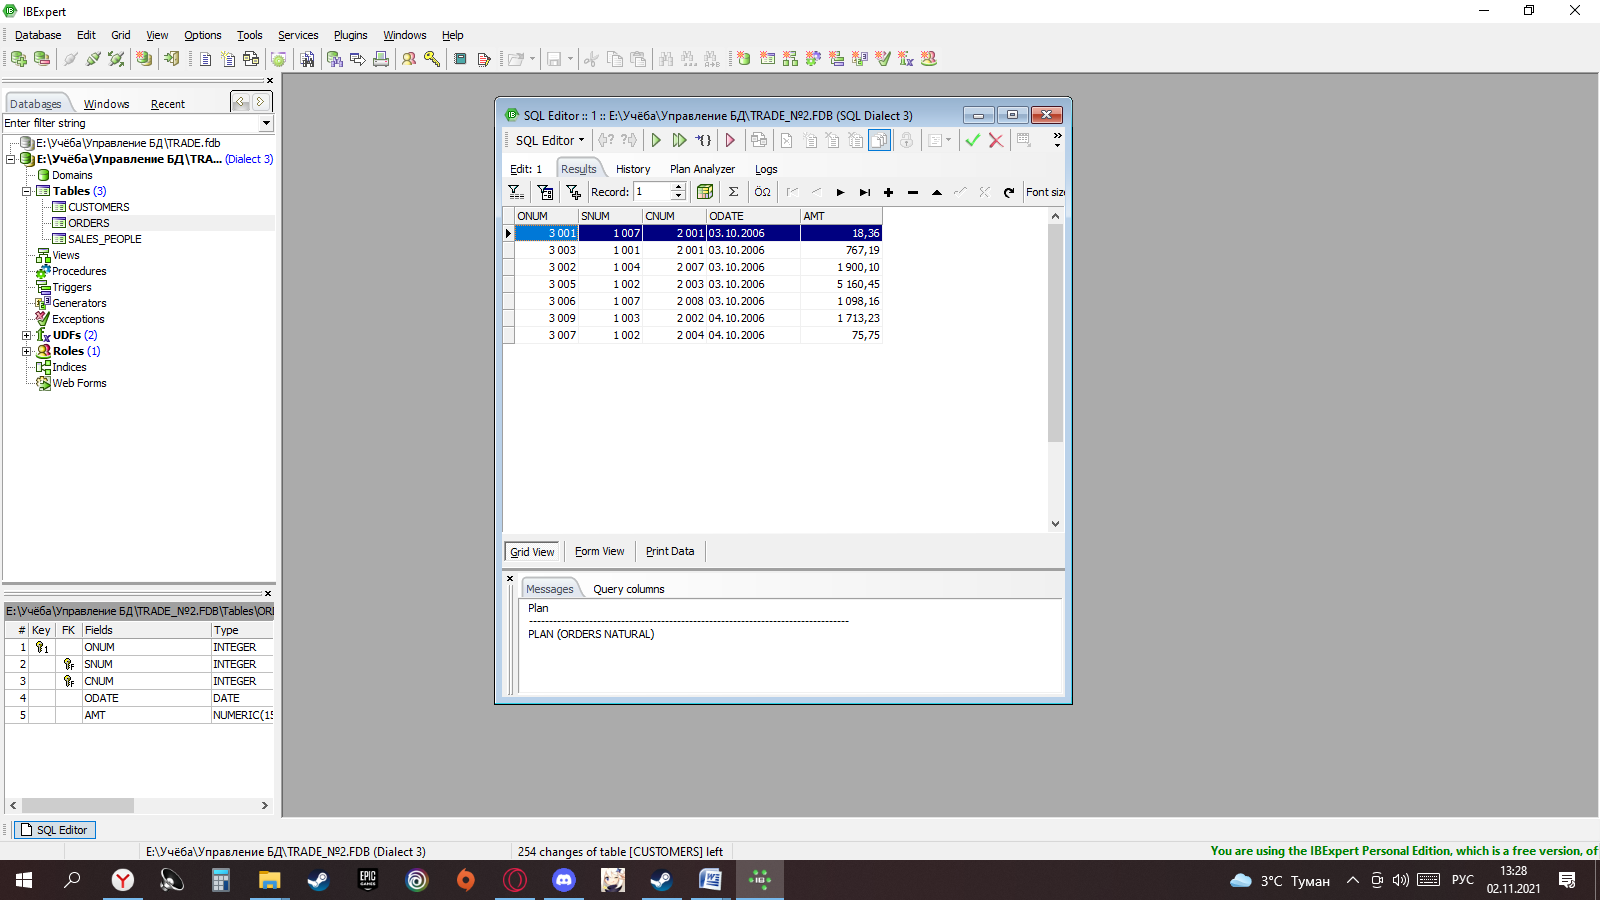 IBExpert
Database Edit Grid View Options Tools Services Plugins Windows Help
Databases Windows Recent
Enter filter string
E:\Учёба\Управление БД\TRADE.fdb
E:\Учёба\Управление БД\TRA... (Dialect 3)
Domains
Tables (3)
CUSTOMERS
ORDERS
SALES_PEOPLE
Views
Procedures
Triggers
Generators
Exceptions
UDFs (2)
Roles (1)
Indices
Web Forms
E:\Учёба\Управление БД\TRADE_№2.FDB\Tables\ORI
# Key FK Fields Type
1 1 ONUM INTEGER
2 F SNUM INTEGER
3 F CNUM INTEGER
4 ODATE DATE
5 AMT NUMERIC(15
SQL Editor :: 1 :: E:\Учёба\Управление БД\TRADE_№2.FDB (SQL Dialect 3)
SQL Editor
Edit: 1 Results History Plan Analyzer Logs
Record: 1 Σ ÖΩ Font size
ONUM SNUM CNUM ODATE AMT
3 001 1 007 2 001 03.10.2006 18,36
3 003 1 001 2 001 03.10.2006 767,19
3 002 1 004 2 007 03.10.2006 1 900,10
3 005 1 002 2 003 03.10.2006 5 160,45
3 006 1 007 2 008 03.10.2006 1 098,16
3 009 1 003 2 002 04.10.2006 1 713,23
3 007 1 002 2 004 04.10.2006 75,75
Grid View Form View Print Data
Messages Query columns
Plan
--------------------------------------------------------------------------------
PLAN (ORDERS NATURAL)
SQL Editor
E:\Учёба\Управление БД\TRADE_№2.FDB (Dialect 3) 254 changes of table [CUSTOMERS] left You are using the IBExpert Personal Edition, which is a free version, of
EPIC GAMES
3°C Туман РУС 13:28
02.11.2021